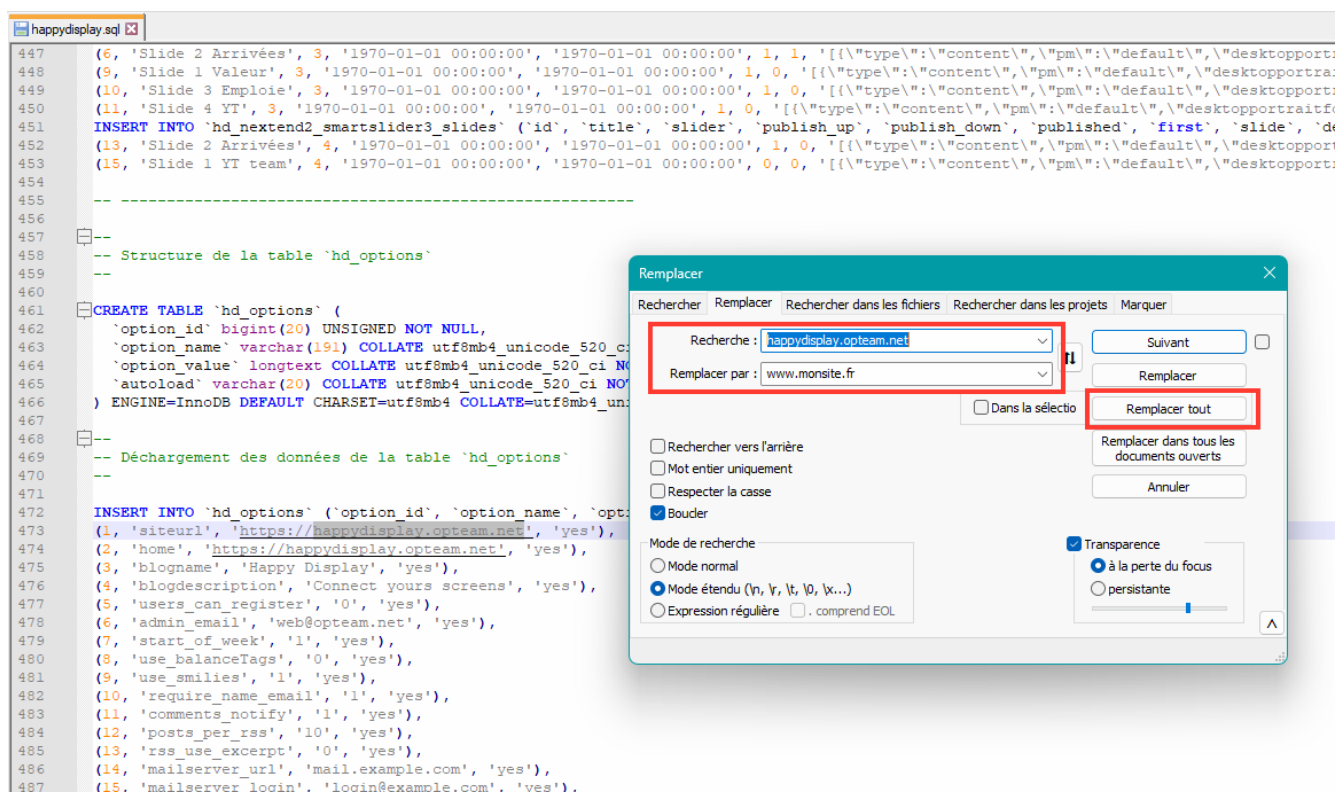 happydisplay.sql
447 (6, 'Slide 2 Arrivées', 3, '1970-01-01 00:00:00', '1970-01-01 00:00:00', 1, 1, '[{\"type\":\"content\",\"pm\":\"default\",\"desktopportr
448 (9, 'Slide 1 Valeur', 3, '1970-01-01 00:00:00', '1970-01-01 00:00:00', 1, 0, '[{\"type\":\"content\",\"pm\":\"default\",\"desktopportrai
449 (10, 'Slide 3 Emploie', 3, '1970-01-01 00:00:00', '1970-01-01 00:00:00', 1, 0, '[{\"type\":\"content\",\"pm\":\"default\",\"desktopportra
450 (11, 'Slide 4 YT', 3, '1970-01-01 00:00:00', '1970-01-01 00:00:00', 1, 0, '[{\"type\":\"content\",\"pm\":\"default\",\"desktopportraitfo
451 INSERT INTO `hd_nextend2_smartslider3_slides` (`id`, `title`, `slider`, `publish_up`, `publish_down`, `published`, `first`, `slide`, `de
452 (13, 'Slide 2 Arrivées', 4, '1970-01-01 00:00:00', '1970-01-01 00:00:00', 1, 0, '[{\"type\":\"content\",\"pm\":\"default\",\"desktopport
453 (15, 'Slide 1 YT team', 4, '1970-01-01 00:00:00', '1970-01-01 00:00:00', 0, 0, '[{\"type\":\"content\",\"pm\":\"default\",\"desktopportr
454
455 -- --------------------------------------------------------
456
457 --
458 -- Structure de la table `hd_options`
459 --
460
461 CREATE TABLE `hd_options` (
462 `option_id` bigint(20) UNSIGNED NOT NULL,
463 `option_name` varchar(191) COLLATE utf8mb4_unicode_520_c
464 `option_value` longtext COLLATE utf8mb4_unicode_520_ci N
465 `autoload` varchar(20) COLLATE utf8mb4_unicode_520_ci NO
466 ) ENGINE=InnoDB DEFAULT CHARSET=utf8mb4 COLLATE=utf8mb4_un
467
468 --
469 -- Déchargement des données de la table `hd_options`
470 --
471
472 INSERT INTO `hd_options` (`option_id`, `option_name`, `opt
473 (1, 'siteurl', 'https://happydisplay.opteam.net', 'yes'),
474 (2, 'home', 'https://happydisplay.opteam.net', 'yes'),
475 (3, 'blogname', 'Happy Display', 'yes'),
476 (4, 'blogdescription', 'Connect yours screens', 'yes'),
477 (5, 'users_can_register', '0', 'yes'),
478 (6, 'admin_email', 'web@opteam.net', 'yes'),
479 (7, 'start_of_week', '1', 'yes'),
480 (8, 'use_balanceTags', '0', 'yes'),
481 (9, 'use_smilies', '1', 'yes'),
482 (10, 'require_name_email', '1', 'yes'),
483 (11, 'comments_notify', '1', 'yes'),
484 (12, 'posts_per_rss', '10', 'yes'),
485 (13, 'rss_use_excerpt', '0', 'yes'),
486 (14, 'mailserver_url', 'mail.example.com', 'yes'),
487 (15, 'mailserver_login', 'login@example.com', 'yes'),
Remplacer
Rechercher Remplacer Rechercher dans les fichiers Rechercher dans les projets Marquer
Recherche : happydisplay.opteam.net
Suivant
Remplacer par : www.monsite.fr
Remplacer
Dans la sélectio
Remplacer tout
Remplacer dans tous les
documents ouverts
Annuler
Rechercher vers l'arrière
Mot entier uniquement
Respecter la casse
Boucler
Mode de recherche
Mode normal
Mode étendu (\n, \r, \t, \0, \x...)
Expression régulière . comprend EOL
Transparence
à la perte du focus
persistante